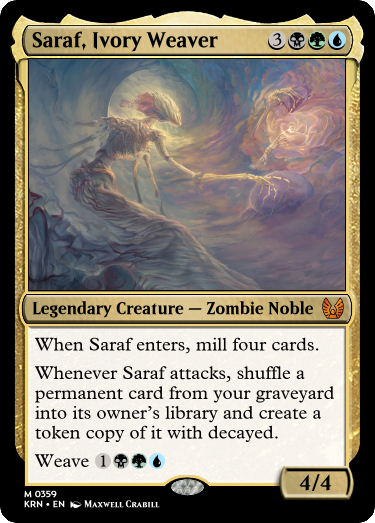 Saraf, Ivory Weaver 3
Legendary Creature — Zombie Noble
When Saraf enters, mill four cards.
Whenever Saraf attacks, shuffle a
permanent card from your graveyard
into its owner's library and create a
token copy of it with decayed.
Weave 1
4/4
M 0359
KRN • EN Maxwell Crabill